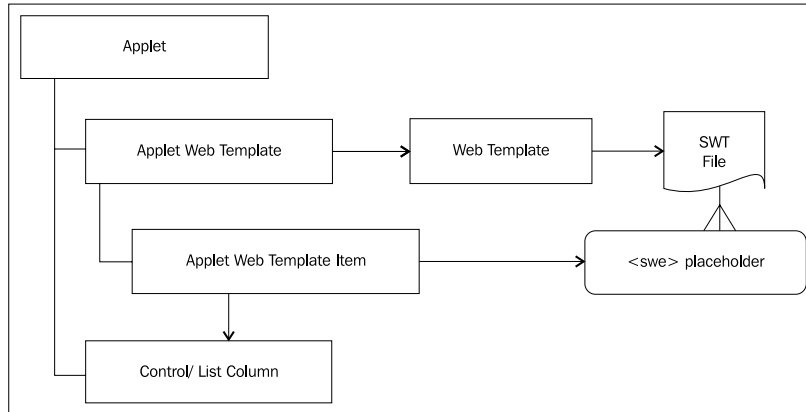 Applet
Applet Web Template
Web Template
SWT
File
Applet Web Template Item
<swe> placeholder
Control/ List Column